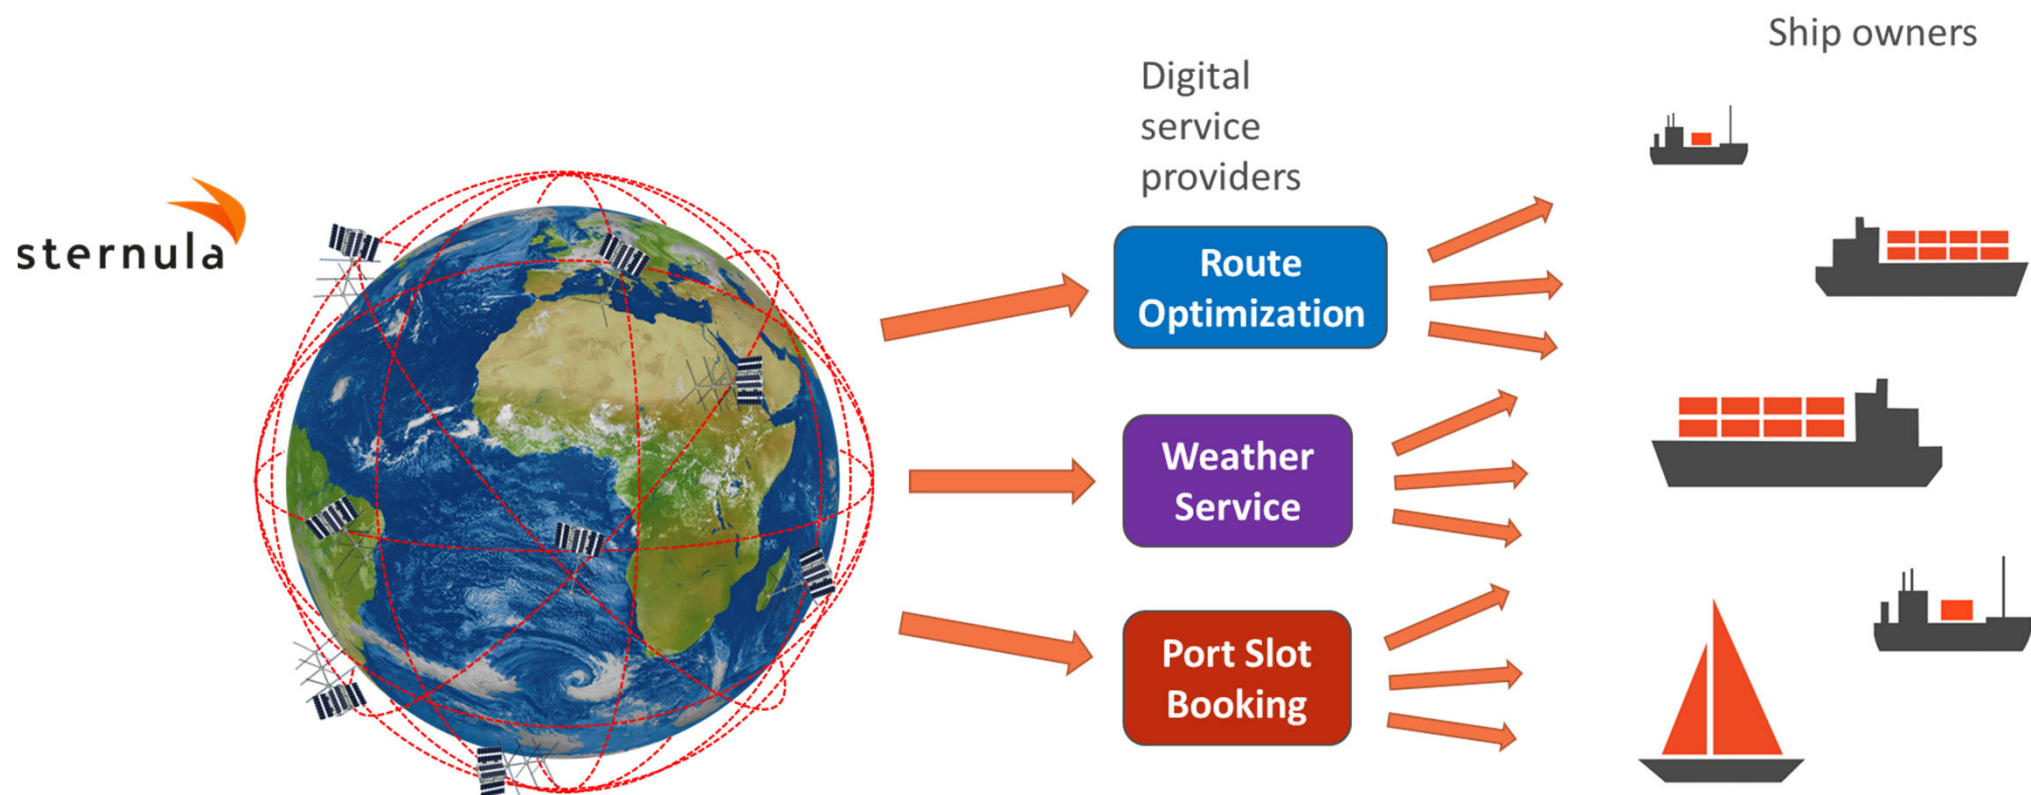 sternula
Digital
service
providers
Ship owners
Route
Optimization
Weather
Service
Port Slot
Booking